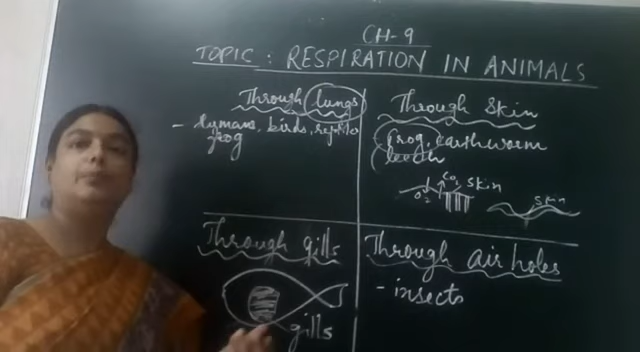 CH-9
TOPIC: RESPIRATION IN ANIMALS
Through lungs
- humans, birds, reptiles
frog
Through skin
frog, earthworm
leech
CO2 skin
O2
skin
Through gills
gills
Through air holes
- insects